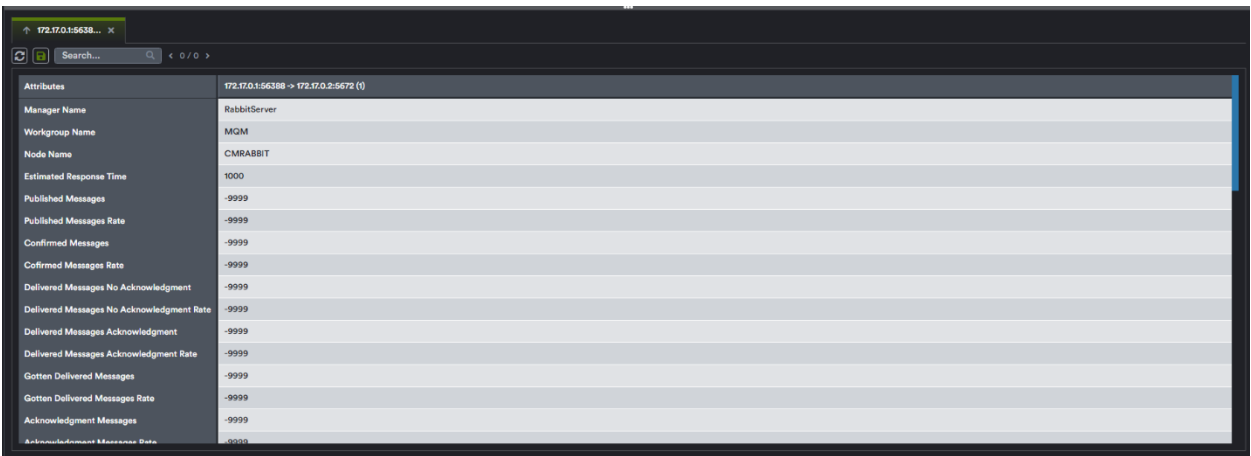 172.17.0.1:5638...
Search...
0 / 0
Attributes 172.17.0.1:56388 -> 172.17.0.2:5672 (1)
Manager Name RabbitServer
Workgroup Name MQM
Node Name CMRABBIT
Estimated Response Time 1000
Published Messages -9999
Published Messages Rate -9999
Confirmed Messages -9999
Cofirmed Messages Rate -9999
Delivered Messages No Acknowledgment -9999
Delivered Messages No Acknowledgment Rate -9999
Delivered Messages Acknowledgment -9999
Delivered Messages Acknowledgment Rate -9999
Gotten Delivered Messages -9999
Gotten Delivered Messages Rate -9999
Acknowledgment Messages -9999
Acknowledgment Messages Rate -9999